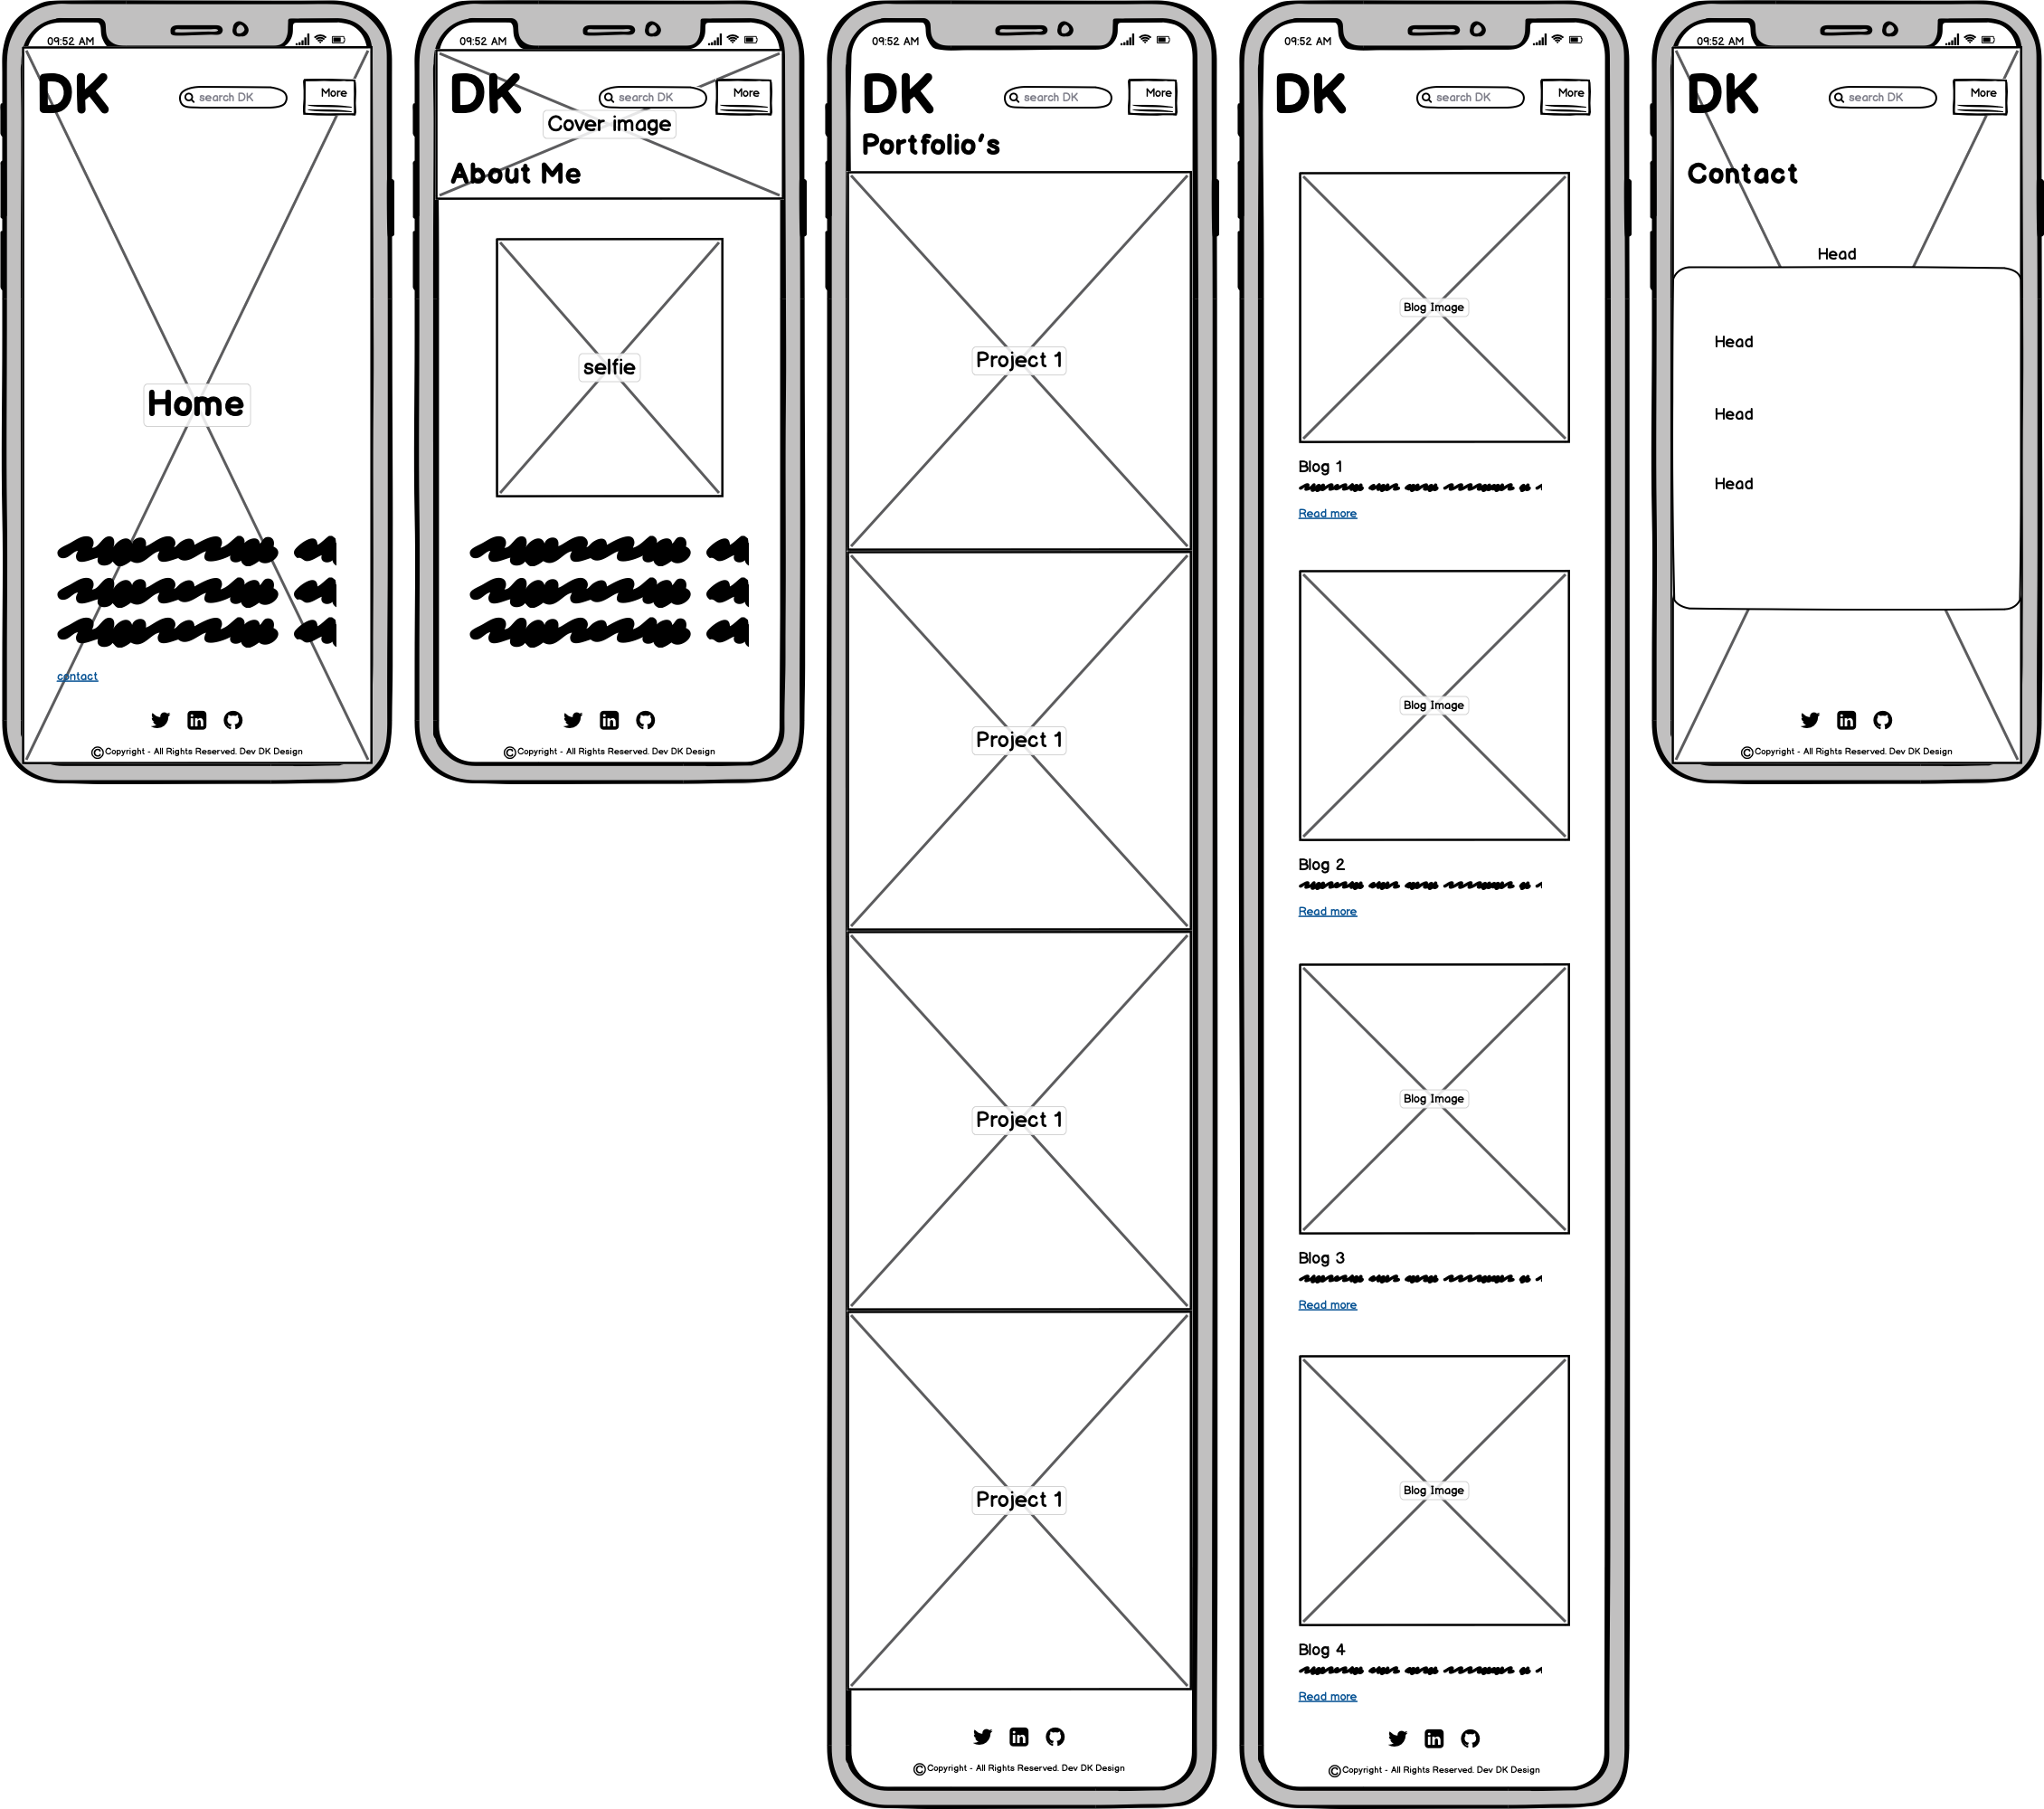 09:52 AM
DK
search DK
More
Home
contact
© Copyright - All Rights Reserved. Dev DK Design
09:52 AM
DK
search DK
More
Cover image
About Me
selfie
in
© Copyright - All Rights Reserved. Dev DK Design
09:52 AM
DK
search DK
More
Portfolio's
Project 1
Project 1
Project 1
Project 1
in
© Copyright - All Rights Reserved. Dev DK Design
09:52 AM
DK
search DK
More
Blog Image
Blog 1
Read more
Blog Image
Blog 2
Read more
Blog Image
Blog 3
Read more
Blog Image
Blog 4
Read more
in
© Copyright - All Rights Reserved. Dev DK Design
09:52 AM
DK
search DK
More
Contact
Head
Head
Head
Head
in
© Copyright - All Rights Reserved. Dev DK Design